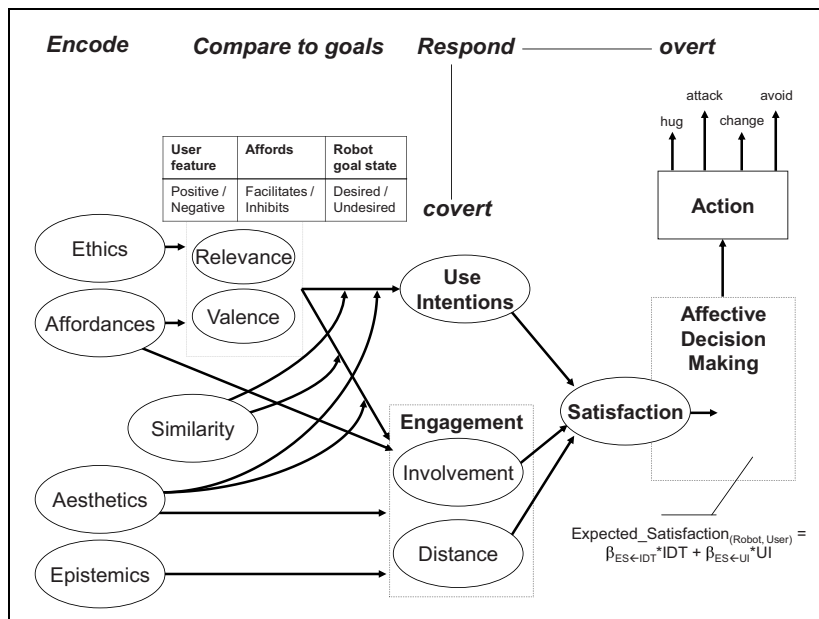 Encode
Compare to goals
Respond
overt
attack
avoid
hug
change
User feature
Affords
Robot goal state
Positive / Negative
Facilitates / Inhibits
Desired / Undesired
covert
Action
Ethics
Relevance
Use
Intentions
Affordances
Valence
Affective
Decision
Making
Similarity
Engagement
Satisfaction
Involvement
Aesthetics
Distance
Epistemics
Expected_Satisfaction(Robot, User) =
βES←IDT*IDT + βES←UI*UI